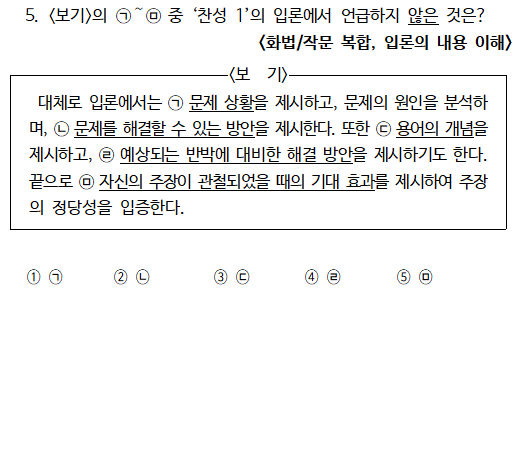 5. <보기>의 ㉠~㉤ 중 ‘찬성 1’의 입론에서 언급하지 않은 것은?
<화법/작문 복합, 입론의 내용 이해>
<보 기>
대체로 입론에서는 ㉠ 문제 상황을 제시하고, 문제의 원인을 분석하
며, ㉡ 문제를 해결할 수 있는 방안을 제시한다. 또한 ㉢ 용어의 개념을
제시하고, ㉣ 예상되는 반박에 대비한 해결 방안을 제시하기도 한다.
끝으로 ㉤ 자신의 주장이 관철되었을 때의 기대 효과를 제시하여 주장
의 정당성을 입증한다.
① ㉠ ② ㉡ ③ ㉢ ④ ㉣ ⑤ ㉤